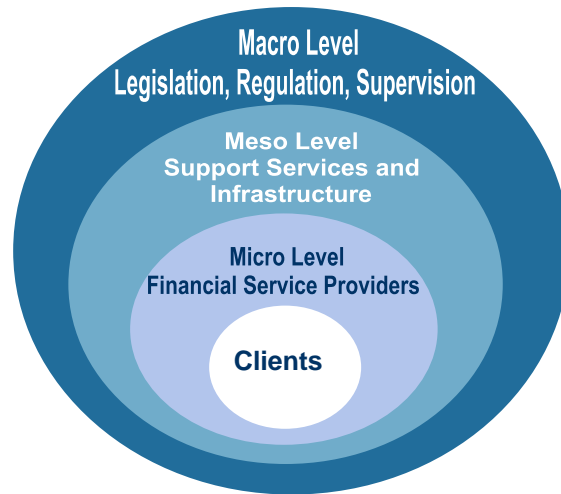 Macro Level
Legislation, Regulation, Supervision
Meso Level
Support Services and
Infrastructure
Micro Level
Financial Service Providers
Clients